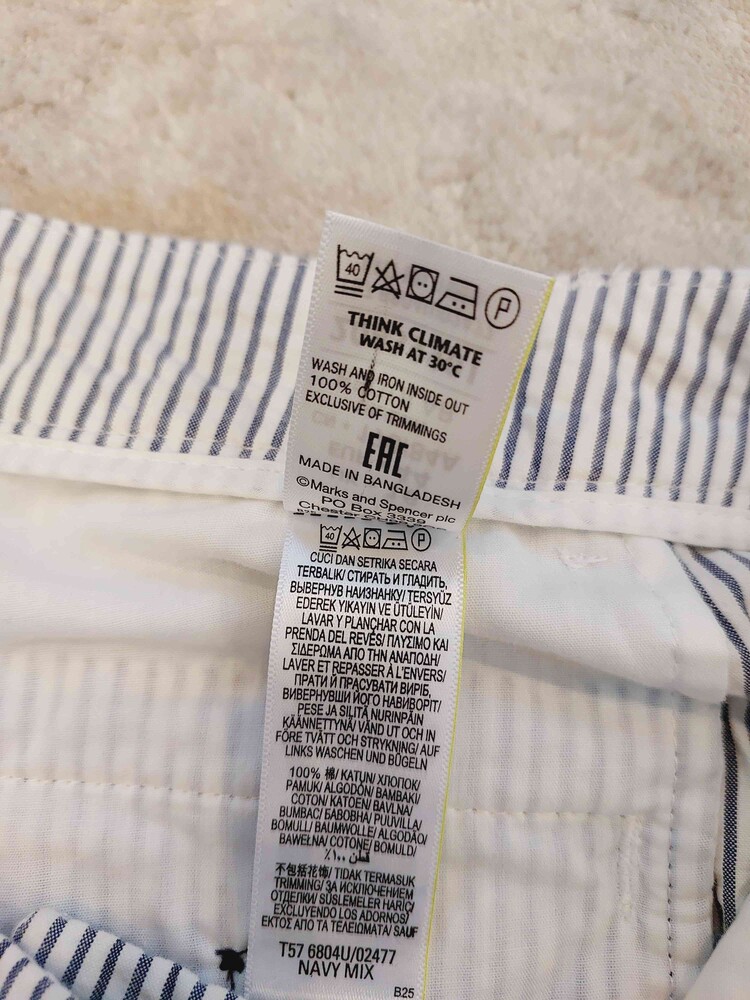 40 P
THINK CLIMATE
WASH AT 30°C
WASH AND IRON INSIDE OUT
100% COTTON
EXCLUSIVE OF TRIMMINGS
EAC
MADE IN BANGLADESH
©Marks and Spencer plc
PO Box 3339
Chester
40 P
CUCI DAN SETRIKA SECARA
TERBALIK/ СТИРАТЬ И ГЛАДИТЬ,
ВЫВЕРНУВ НАИЗНАНКУ/ TERSYÜZ
EDEREK YIKAYIN VE ÜTÜLEYİN/
LAVAR Y PLANCHAR CON LA
PRENDA DEL REVÉS/ ΠΛΥΣΙΜΟ ΚΑΙ
ΣΙΔΕΡΩΜΑ ΑΠΟ ΤΗΝ ΑΝΑΠΟΔΗ/
LAVER ET REPASSER À L'ENVERS/
ПРАТИ Й ПРАСУВАТИ ВИРІБ,
ВИВЕРНУВШИ ЙОГО НАВИВОРІТ/
PESE JA SILITÄ NURINPÄIN
KÄÄNNETTYNÄ/ VÄND UT OCH IN
FÖRE TVÄTT OCH STRYKNING/ AUF
LINKS WASCHEN UND BÜGELN
100% 棉/ KATUN/ ХЛОПОК/
PAMUK/ ALGODÓN/ ΒΑΜΒΑΚΙ/
COTON/ KATOEN/ BAVLNA/
BUMBAC/ БАВОВНА/ PUUVILLA/
BOMULL/ BAUMWOLLE/ ALGODÃO/
BAWEŁNA/ COTONE/ BOMULD/
قطن ١٠٠٪
不包括花饰/ TIDAK TERMASUK
TRIMMING/ ЗА ИСКЛЮЧЕНИЕМ
ОТДЕЛКИ/ SÜSLEMELER HARİÇ/
EXCLUYENDO LOS ADORNOS/
ΕΚΤΟΣ ΑΠΟ ΤΑ ΤΕΛΕΙΩΜΑΤΑ/ SAUF
T57 6804U/02477
NAVY MIX
B25